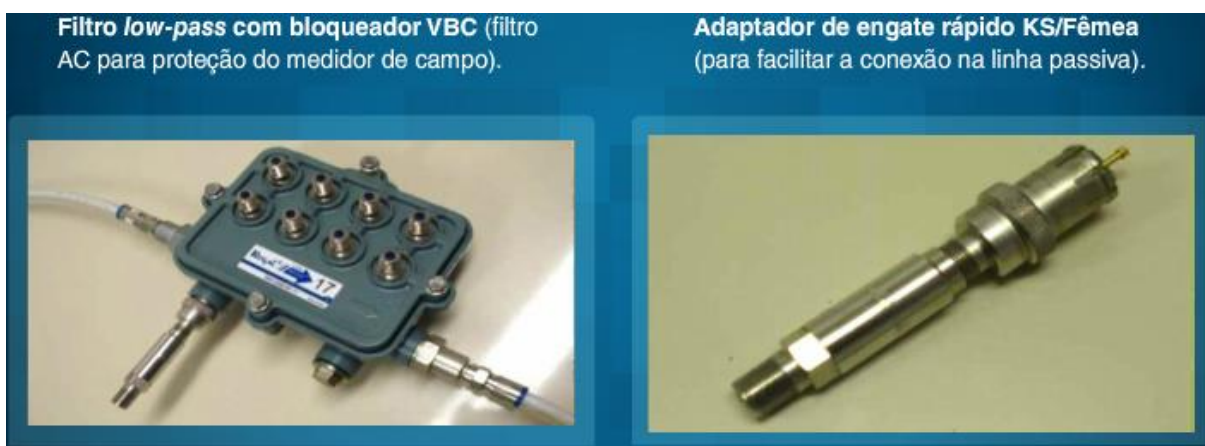 Filtro low-pass com bloqueador VBC (filtro
AC para proteção do medidor de campo).
Adaptador de engate rápido KS/Fêmea
(para facilitar a conexão na linha passiva).
17